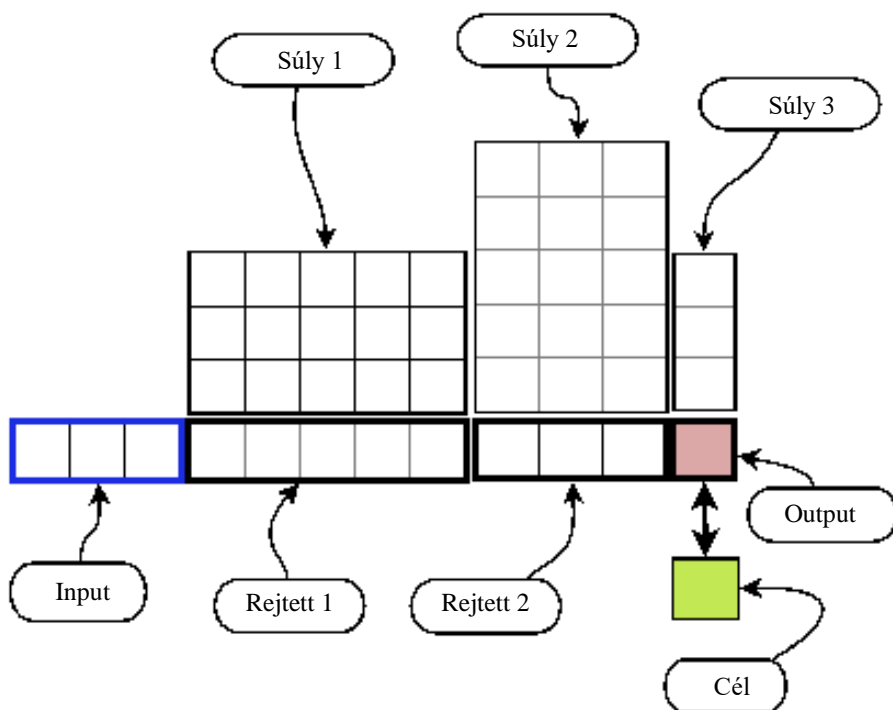 Súly 1
Súly 2
Súly 3
Input
Rejtett 1
Rejtett 2
Output
Cél